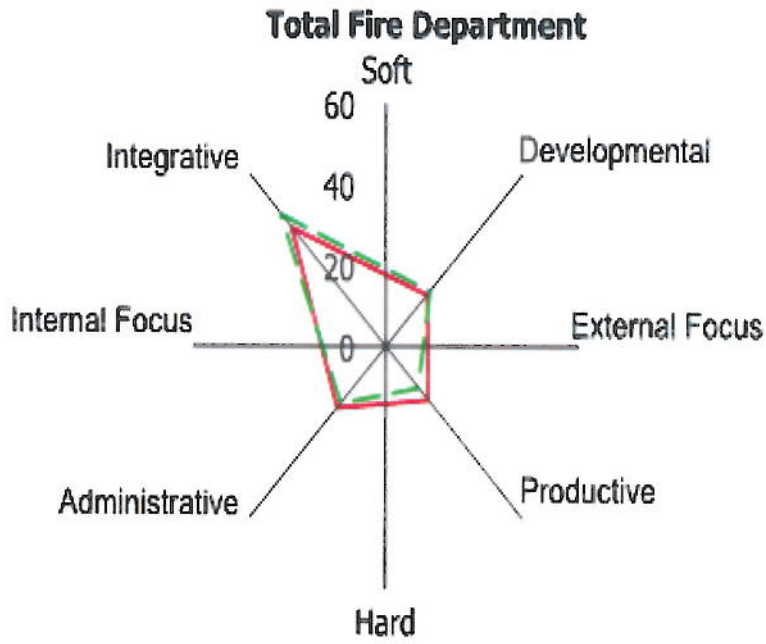 Total Fire Department
Soft
60
Integrative
Developmental
40
20
Internal Focus
0
External Focus
Administrative
Productive
Hard